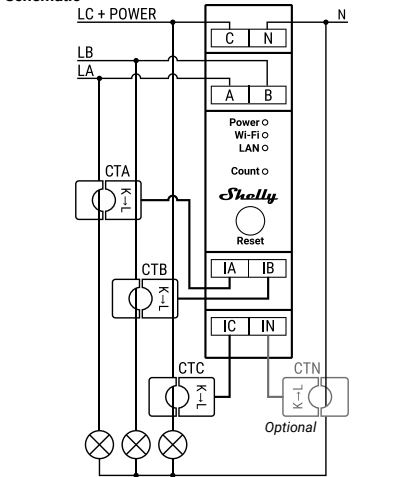 LC + POWER N
C N
LB
LA
A B
Power
Wi-Fi
LAN
Count
Shelly
Reset
CTA
K→L
IA IB
CTB
K→L
IC IN
CTC
K→L
CTN
K→L
Optional